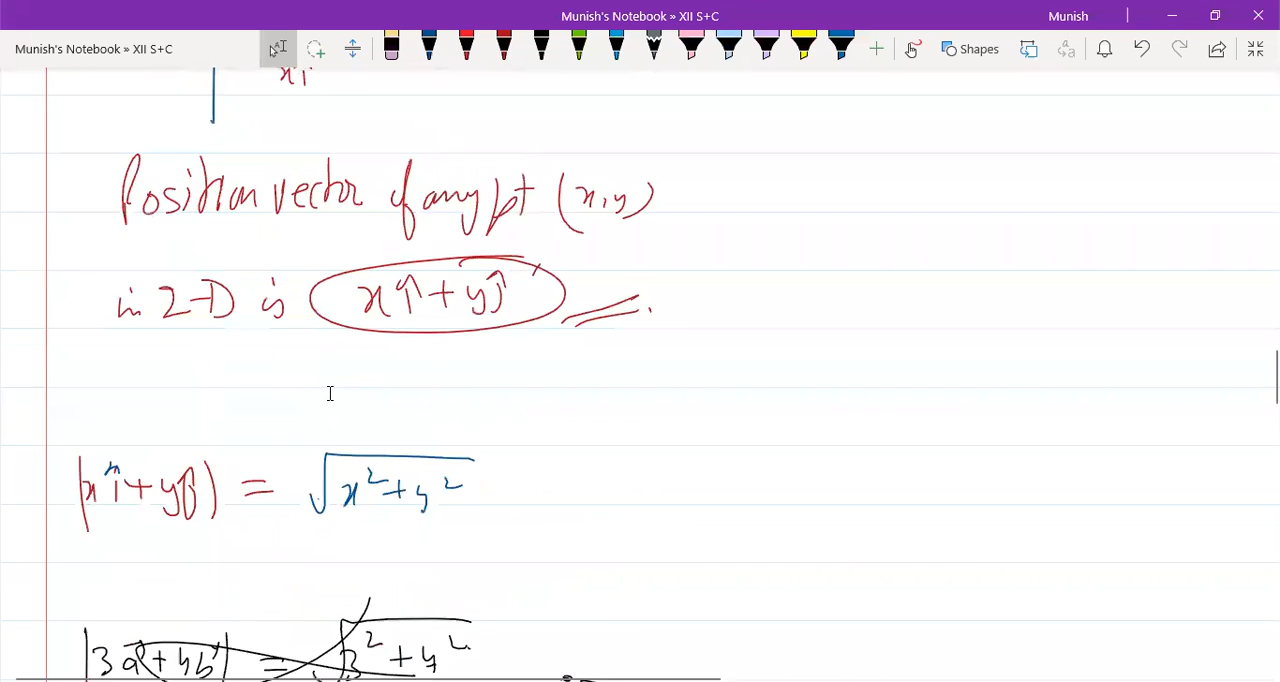 Munish's Notebook » XII S+C
Munish
Munish's Notebook » XII S+C
Shapes
xî
Position vector of any pt (x,y)
in 2-D is xî + yĵ
|xî + yĵ| = √x² + y²
|3a + 4b| = √3² + 4²